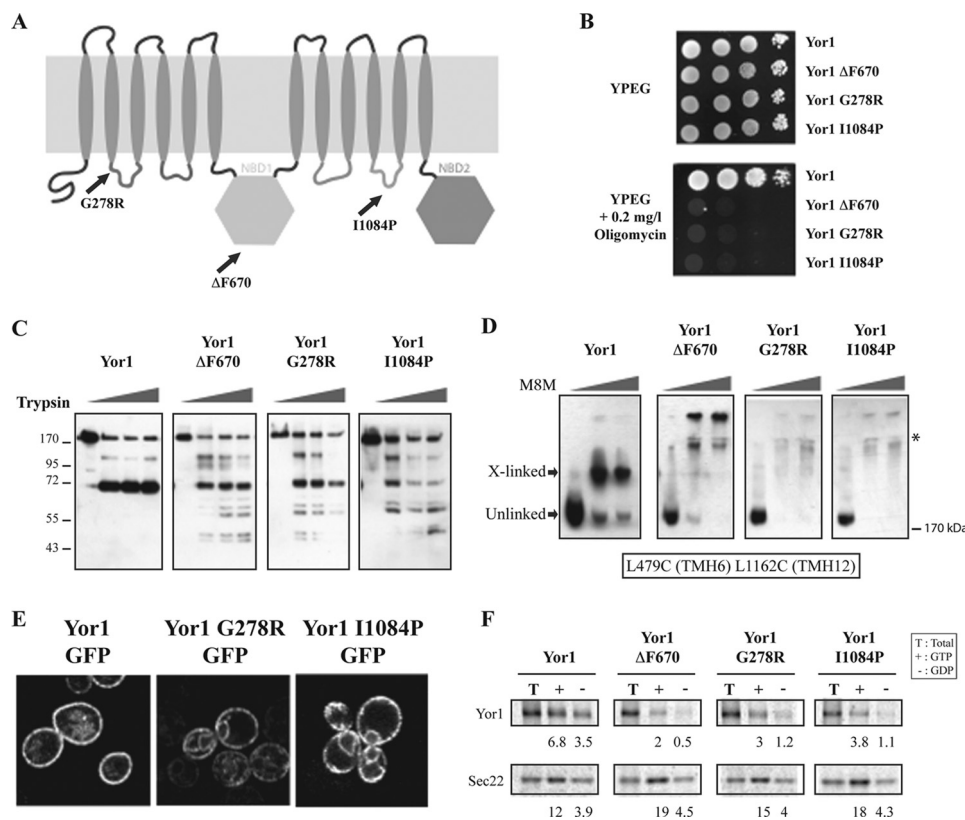 A
NBD1
NBD2
G278R
I1084P
ΔF670
B
YPEG
Yor1
Yor1 ΔF670
Yor1 G278R
Yor1 I1084P
YPEG
+ 0.2 mg/l
Oligomycin
Yor1
Yor1 ΔF670
Yor1 G278R
Yor1 I1084P
C
Yor1
Yor1
ΔF670
Yor1
G278R
Yor1
I1084P
Trypsin
170
95
72
55
43
D
Yor1
Yor1
ΔF670
Yor1
G278R
Yor1
I1084P
M8M
X-linked
Unlinked
*
170 kDa
L479C (TMH6) L1162C (TMH12)
E
Yor1
GFP
Yor1 G278R
GFP
Yor1 I1084P
GFP
F
Yor1
Yor1
ΔF670
Yor1
G278R
Yor1
I1084P
T : Total
+ : GTP
- : GDP
T + - T + - T + - T + -
Yor1
6.8 3.5 2 0.5 3 1.2 3.8 1.1
Sec22
12 3.9 19 4.5 15 4 18 4.3